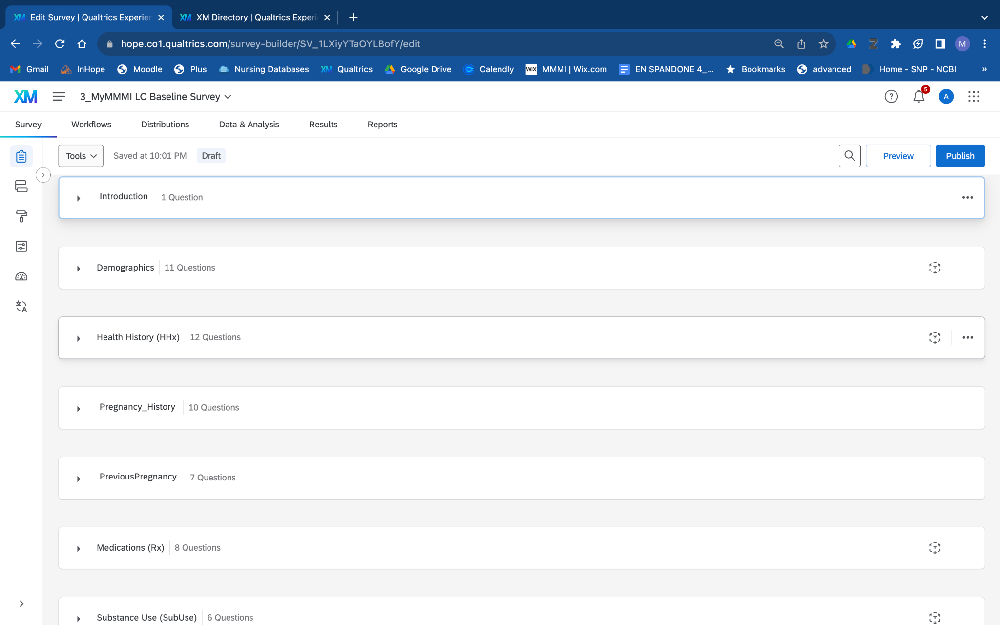 XM Edit Survey | Qualtrics Experien
XM XM Directory | Qualtrics Experi
hope.co1.qualtrics.com/survey-builder/SV_1LXiyYTaOYLBofY/edit
M
Gmail InHope Moodle Plus Nursing Databases XM Qualtrics Google Drive Calendly WIX MMMI | Wix.com EN SPANDONE 4_... Bookmarks advanced Home - SNP - NCBI »
XM 3_MyMMMI LC Baseline Survey ? 5 A
Survey Workflows Distributions Data & Analysis Results Reports
Tools Saved at 10:01 PM Draft Preview Publish
Introduction 1 Question
Demographics 11 Questions
Health History (HHx) 12 Questions
Pregnancy_History 10 Questions
PreviousPregnancy 7 Questions
Medications (Rx) 8 Questions
Substance Use (SubUse) 6 Questions